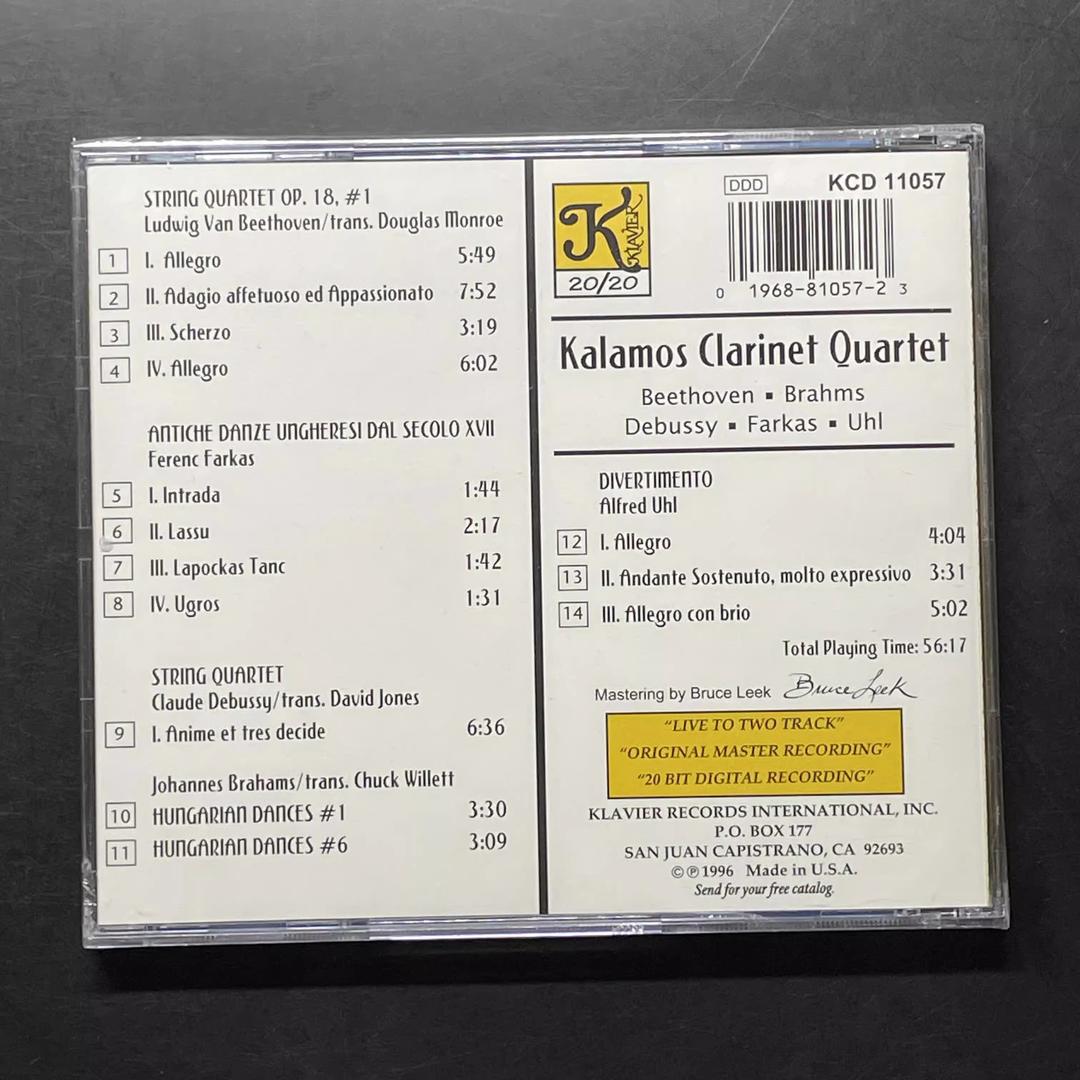 STRING QUARTET OP. 18, #1
Ludwig Van Beethoven/trans. Douglas Monroe
1 I. Allegro 5:49
2 II. Adagio affetuoso ed Appassionato 7:52
3 III. Scherzo 3:19
4 IV. Allegro 6:02
ANTICHE DANZE UNGHERESI DAL SECOLO XVII
Ferenc Farkas
5 I. Intrada 1:44
6 II. Lassu 2:17
7 III. Lapockas Tanc 1:42
8 IV. Ugros 1:31
STRING QUARTET
Claude Debussy/trans. David Jones
9 I. Anime et tres decide 6:36
Johannes Brahams/trans. Chuck Willett
10 HUNGARIAN DANCES #1 3:30
11 HUNGARIAN DANCES #6 3:09
K KLAVIER
20/20
DDD KCD 11057
0 1968-81057-2 3
Kalamos Clarinet Quartet
Beethoven ▪ Brahms
Debussy ▪ Farkas ▪ Uhl
DIVERTIMENTO
Alfred Uhl
12 I. Allegro 4:04
13 II. Andante Sostenuto, molto expressivo 3:31
14 III. Allegro con brio 5:02
Total Playing Time: 56:17
Mastering by Bruce Leek Bruce Leek
"LIVE TO TWO TRACK"
"ORIGINAL MASTER RECORDING"
"20 BIT DIGITAL RECORDING"
KLAVIER RECORDS INTERNATIONAL, INC.
P.O. BOX 177
SAN JUAN CAPISTRANO, CA 92693
©℗1996 Made in U.S.A.
Send for your free catalog.